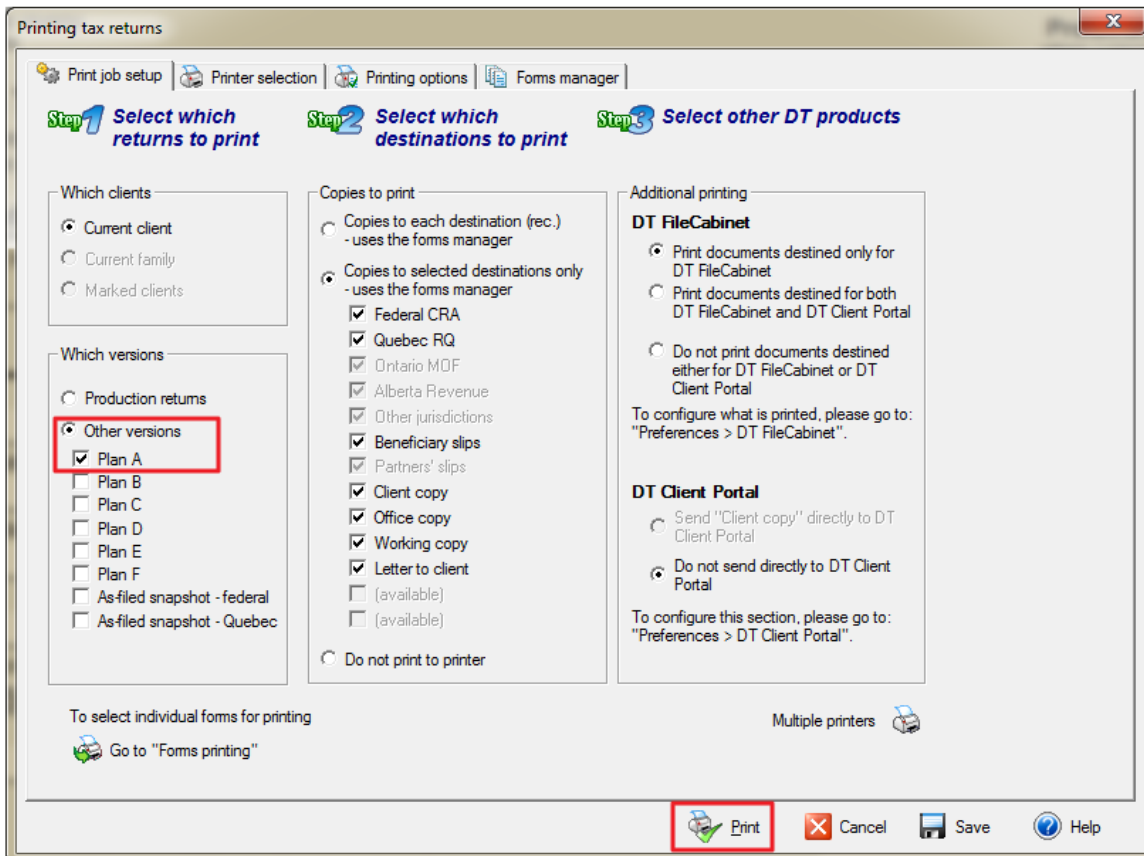 Printing tax returns
Print job setup
Printer selection
Printing options
Forms manager
Step 1
Select which
returns to print
Step 2
Select which
destinations to print
Step 3
Select other DT products
Which clients
Current client
Current family
Marked clients
Which versions
Production returns
Other versions
Plan A
Plan B
Plan C
Plan D
Plan E
Plan F
As-filed snapshot - federal
As-filed snapshot - Quebec
Copies to print
Copies to each destination (rec.)
- uses the forms manager
Copies to selected destinations only
- uses the forms manager
Federal CRA
Quebec RQ
Ontario MOF
Alberta Revenue
Other jurisdictions
Beneficiary slips
Partners' slips
Client copy
Office copy
Working copy
Letter to client
(available)
(available)
Do not print to printer
Additional printing
DT FileCabinet
Print documents destined only for
DT FileCabinet
Print documents destined for both
DT FileCabinet and DT Client Portal
Do not print documents destined
either for DT FileCabinet or DT
Client Portal
To configure what is printed, please go to:
"Preferences > DT FileCabinet".
DT Client Portal
Send "Client copy" directly to DT
Client Portal
Do not send directly to DT Client
Portal
To configure this section, please go to:
"Preferences > DT Client Portal".
To select individual forms for printing
Go to "Forms printing"
Multiple printers
Print
Cancel
Save
Help